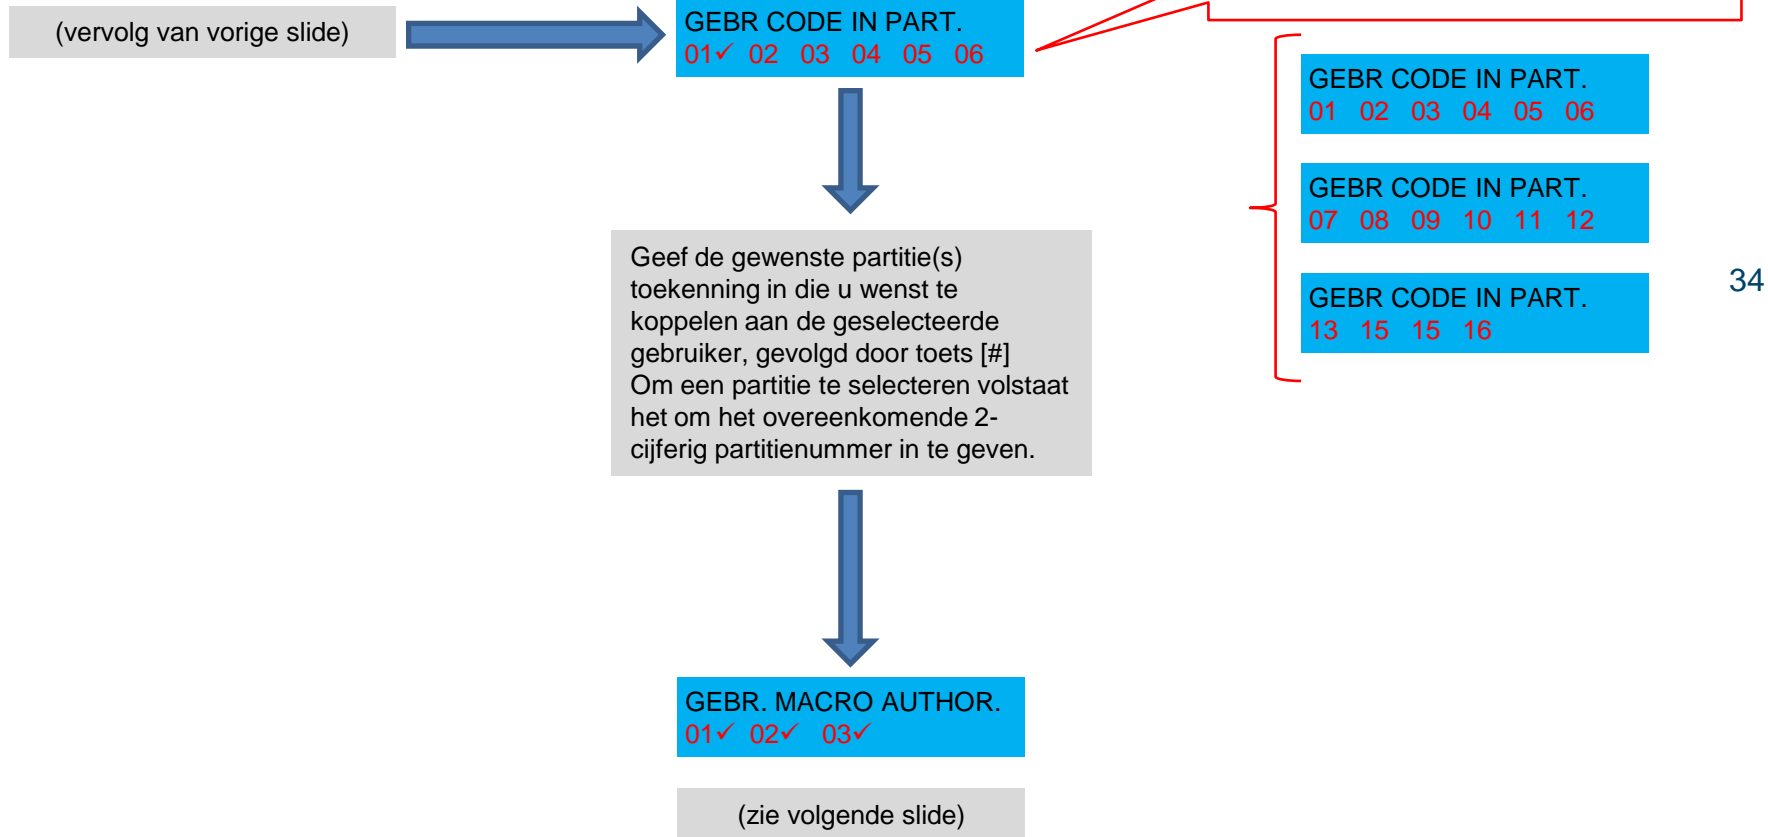 (vervolg van vorige slide)
GEBR CODE IN PART.
01✓ 02 03 04 05 06
GEBR CODE IN PART.
01 02 03 04 05 06
GEBR CODE IN PART.
07 08 09 10 11 12
GEBR CODE IN PART.
13 15 15 16
34
Geef de gewenste partitie(s)
toekenning in die u wenst te
koppelen aan de geselecteerde
gebruiker, gevolgd door toets [#]
Om een partitie te selecteren volstaat
het om het overeenkomende 2-
cijferig partitienummer in te geven.
GEBR. MACRO AUTHOR.
01✓ 02✓ 03✓
(zie volgende slide)